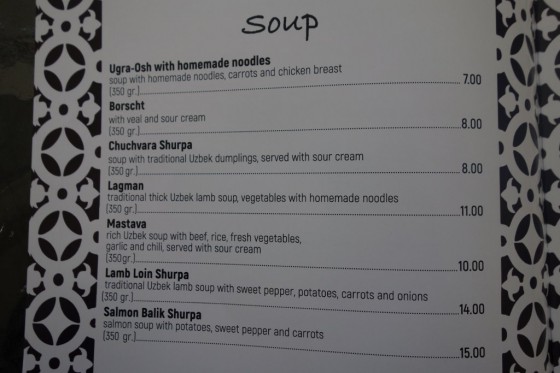 Soup
Ugra-Osh with homemade noodles
soup with homemade noodles, carrots and chicken breast
(350 gr.) 7.00
Borscht
with veal and sour cream
(350 gr.) 8.00
Chuchvara Shurpa
soup with traditional Uzbek dumplings, served with sour cream
(350 gr.) 8.00
Lagman
traditional thick Uzbek lamb soup, vegetables with homemade noodles
(350 gr.) 11.00
Mastava
rich Uzbek soup with beef, rice, fresh vegetables,
garlic and chili, served with sour cream
(350gr.) 10.00
Lamb Loin Shurpa
traditional Uzbek lamb soup with sweet pepper, potatoes, carrots and onions
(350 gr.) 14.00
Salmon Balik Shurpa
salmon soup with potatoes, sweet pepper and carrots
(350 gr.) 15.00